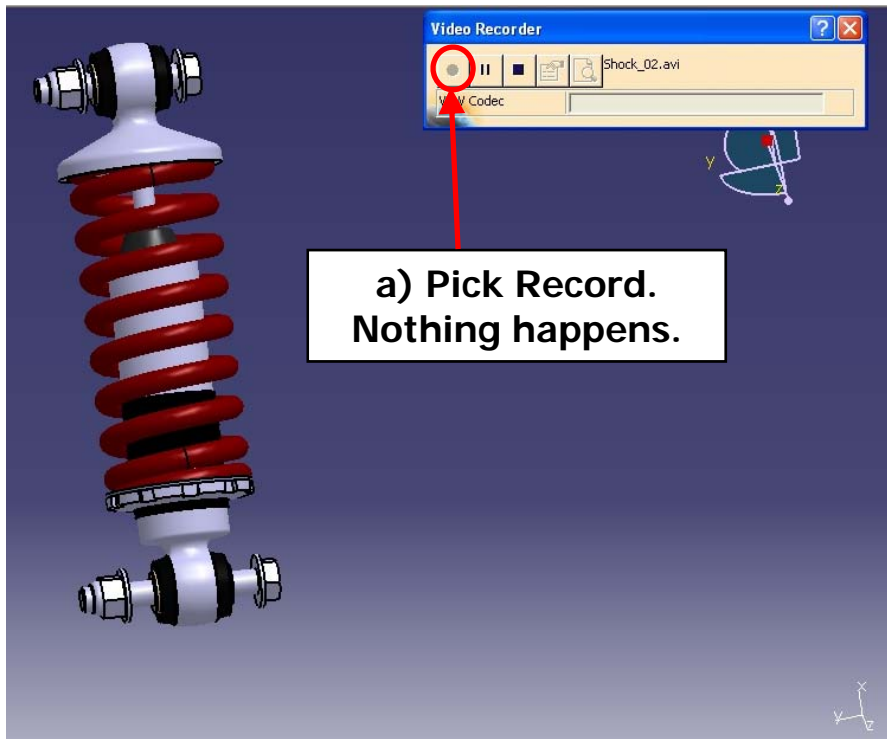 Video Recorder
Shock_02.avi
Codec
y
z
a) Pick Record.
Nothing happens.
x
y
z